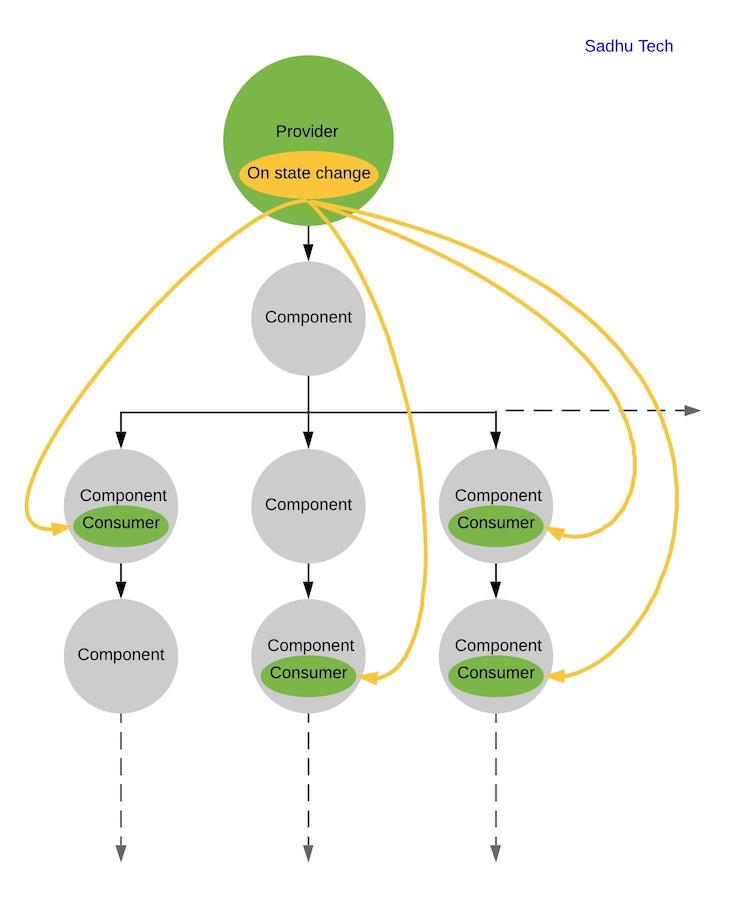 Sadhu Tech
Provider
On state change
Component
Component
Consumer
Component
Component
Consumer
Component
Component
Consumer
Component
Consumer